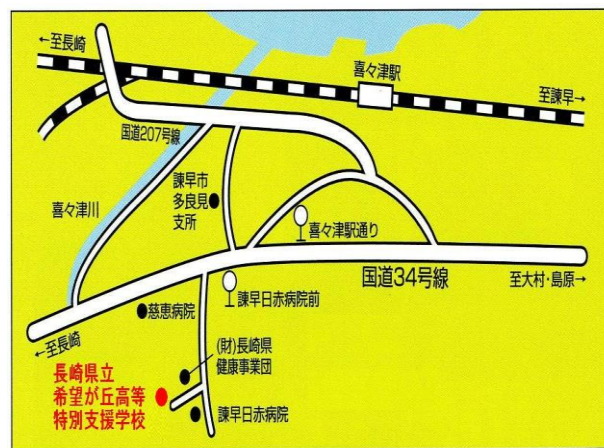 ←至長崎
喜々津駅
至諫早→
国道207号線
諫早市
多良見
支所
喜々津川
喜々津駅通り
国道34号線
至大村・島原→
諫早日赤病院前
慈恵病院
←至長崎
(財)長崎県
健康事業団
長崎県立
希望が丘高等
特別支援学校
諫早日赤病院